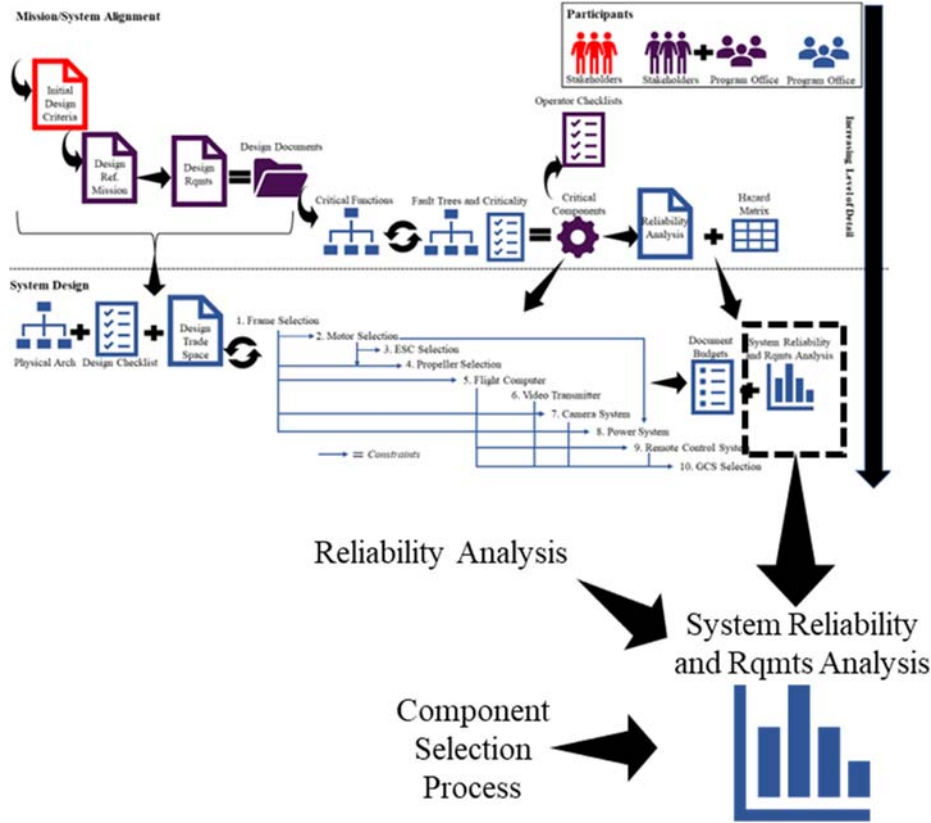 Mission/System Alignment
Participants
Stakeholders
Stakeholders
Program Office
Program Office
Initial
Design
Criteria
Design
Ref.
Mission
Design
Rqmts
Design Documents
Operator Checklists
Critical Functions
Fault Trees and Criticality
Critical
Components
Reliability
Analysis
Hazard
Matrix
Increasing Level of Detail
System Design
Physical Arch
Design Checklist
Design
Trade
Space
1. Frame Selection
2. Motor Selection
3. ESC Selection
4. Propeller Selection
5. Flight Computer
6. Video Transmitter
7. Camera System
8. Power System
9. Remote Control System
10. GCS Selection
= Constraints
Document
Budgets
System Reliability
and Rqmts Analysis
Reliability Analysis
System Reliability
and Rqmts Analysis
Component
Selection
Process